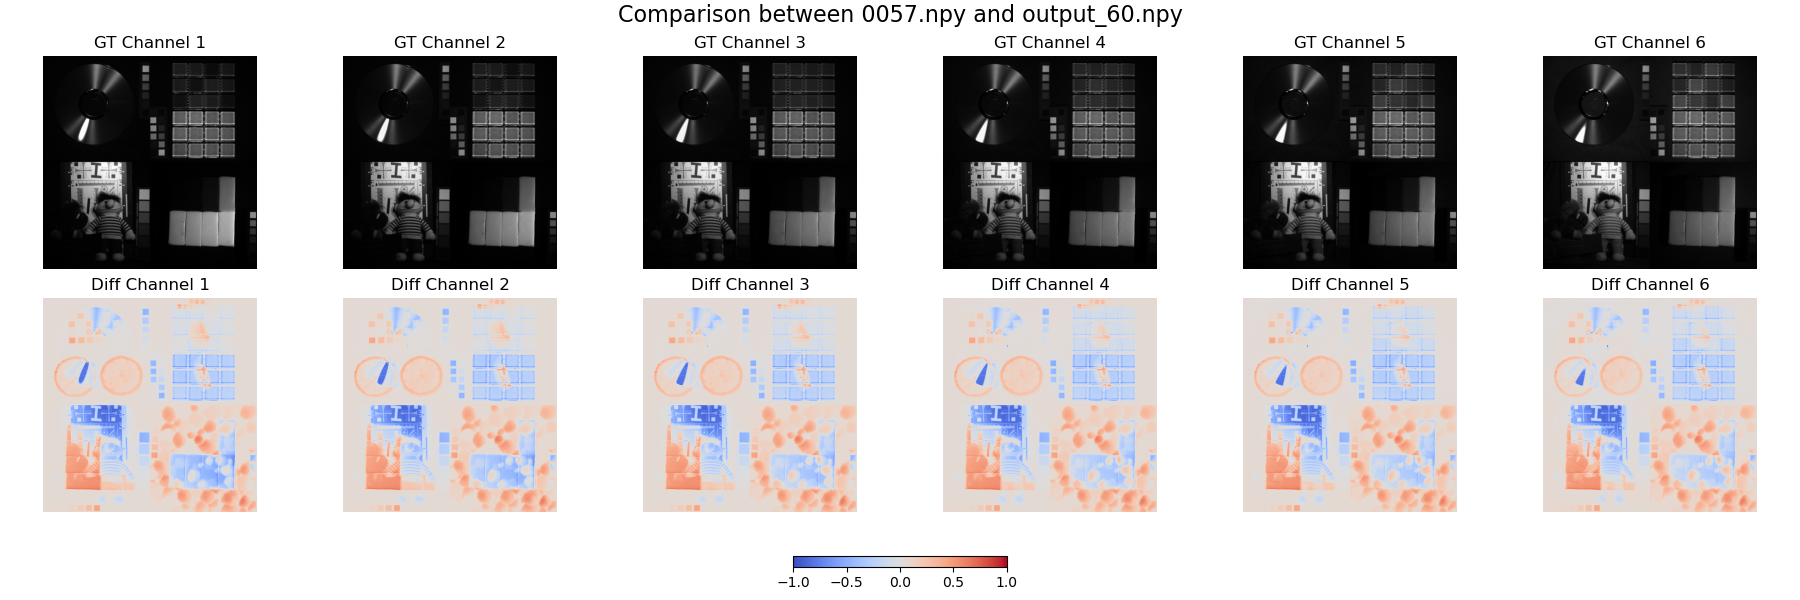 Comparison between 0057.npy and output_60.npy
GT Channel 1
GT Channel 2
GT Channel 3
GT Channel 4
GT Channel 5
GT Channel 6
Diff Channel 1
Diff Channel 2
Diff Channel 3
Diff Channel 4
Diff Channel 5
Diff Channel 6
−1.0 −0.5 0.0 0.5 1.0